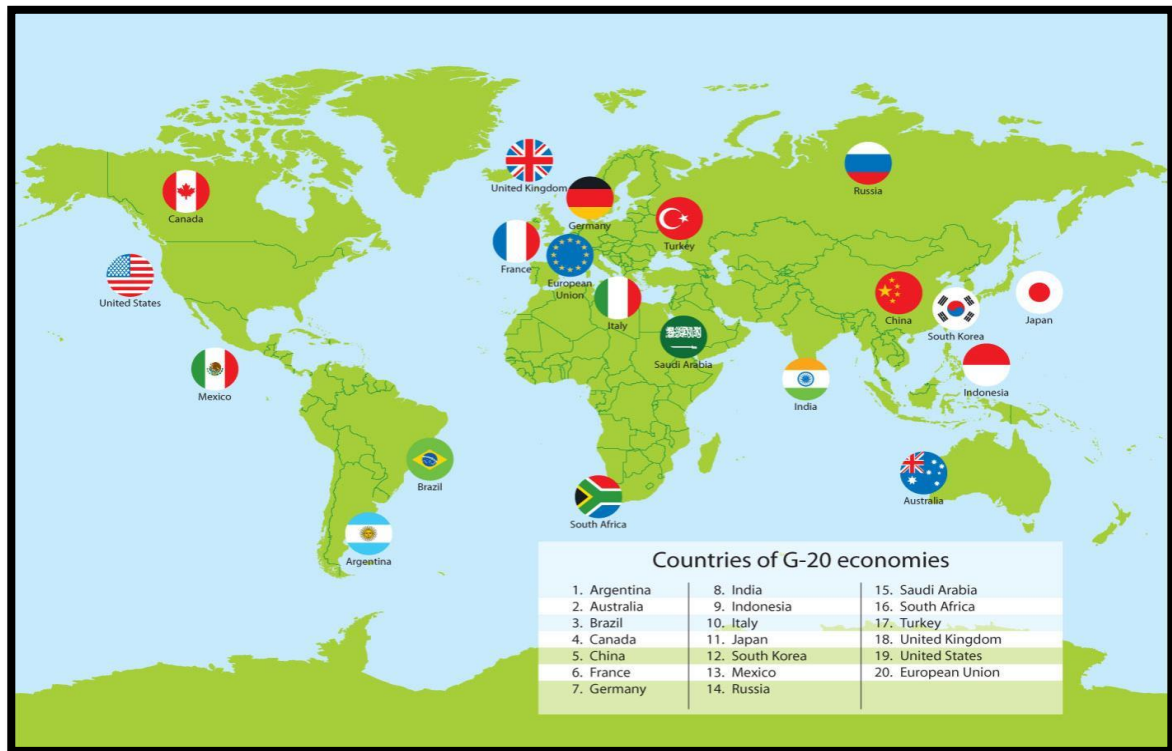 United Kingdom
Russia
Canada
Germany
Turkey
France
European
Union
United States
Italy
China
South Korea
Japan
Saudi Arabia
Mexico
India
Indonesia
Brazil
Australia
South Africa
Argentina
Countries of G-20 economies
1. Argentina
2. Australia
3. Brazil
4. Canada
5. China
6. France
7. Germany
8. India
9. Indonesia
10. Italy
11. Japan
12. South Korea
13. Mexico
14. Russia
15. Saudi Arabia
16. South Africa
17. Turkey
18. United Kingdom
19. United States
20. European Union